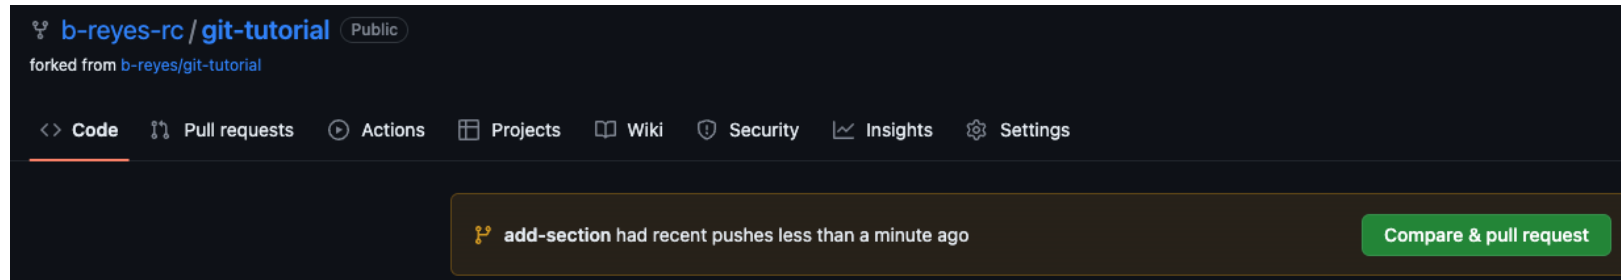 b-reyes-rc / git-tutorial Public
forked from b-reyes/git-tutorial
<> Code Pull requests Actions Projects Wiki Security Insights Settings
add-section had recent pushes less than a minute ago Compare & pull request